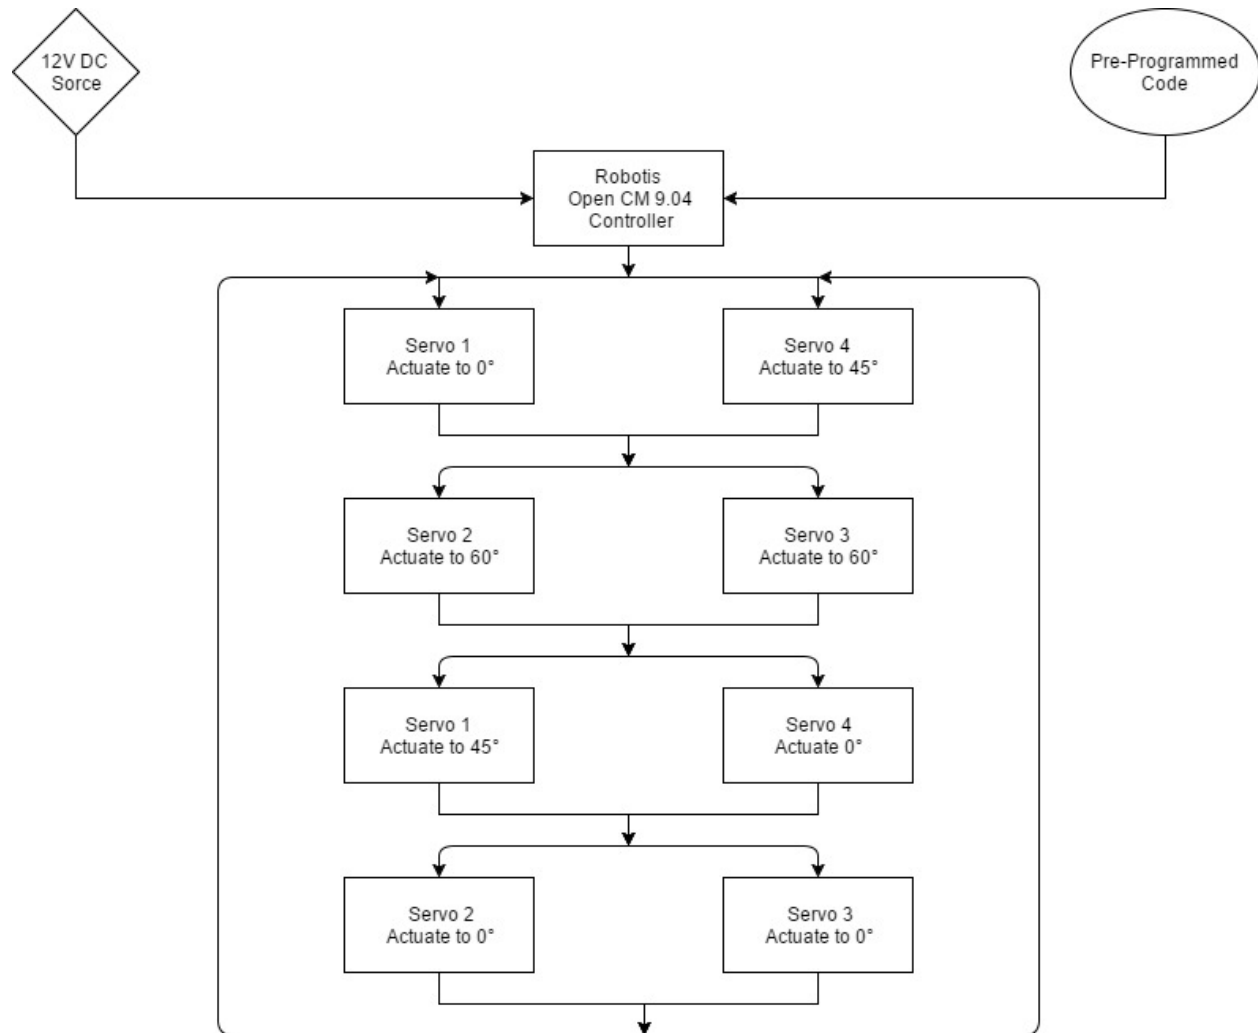 12V DC
Sorce
Pre-Programmed
Code
Robotis
Open CM 9.04
Controller
Servo 1
Actuate to 0°
Servo 4
Actuate to 45°
Servo 2
Actuate to 60°
Servo 3
Actuate to 60°
Servo 1
Actuate to 45°
Servo 4
Actuate 0°
Servo 2
Actuate to 0°
Servo 3
Actuate to 0°